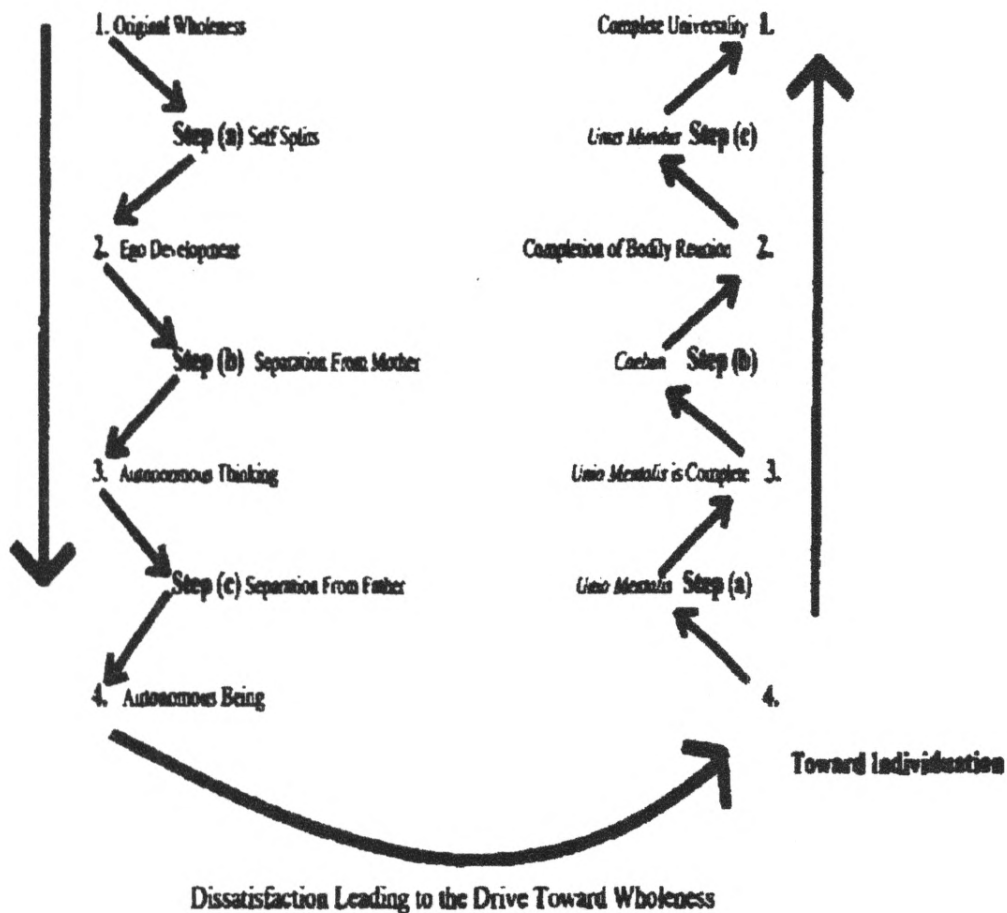 1. Original Wholeness
Complete Universality 1.
Step (a) Self Splits
Unus Mundus Step (c)
2. Ego Development
Completion of Bodily Reaction 2.
Step (b) Separation From Mother
Step (b)
3. Autonomous Thinking
Unio Mentalis is Complete 3.
Step (c) Separation From Father
Unio Mentalis Step (a)
4. Autonomous Being
4.
Toward Individuation
Dissatisfaction Leading to the Drive Toward Wholeness